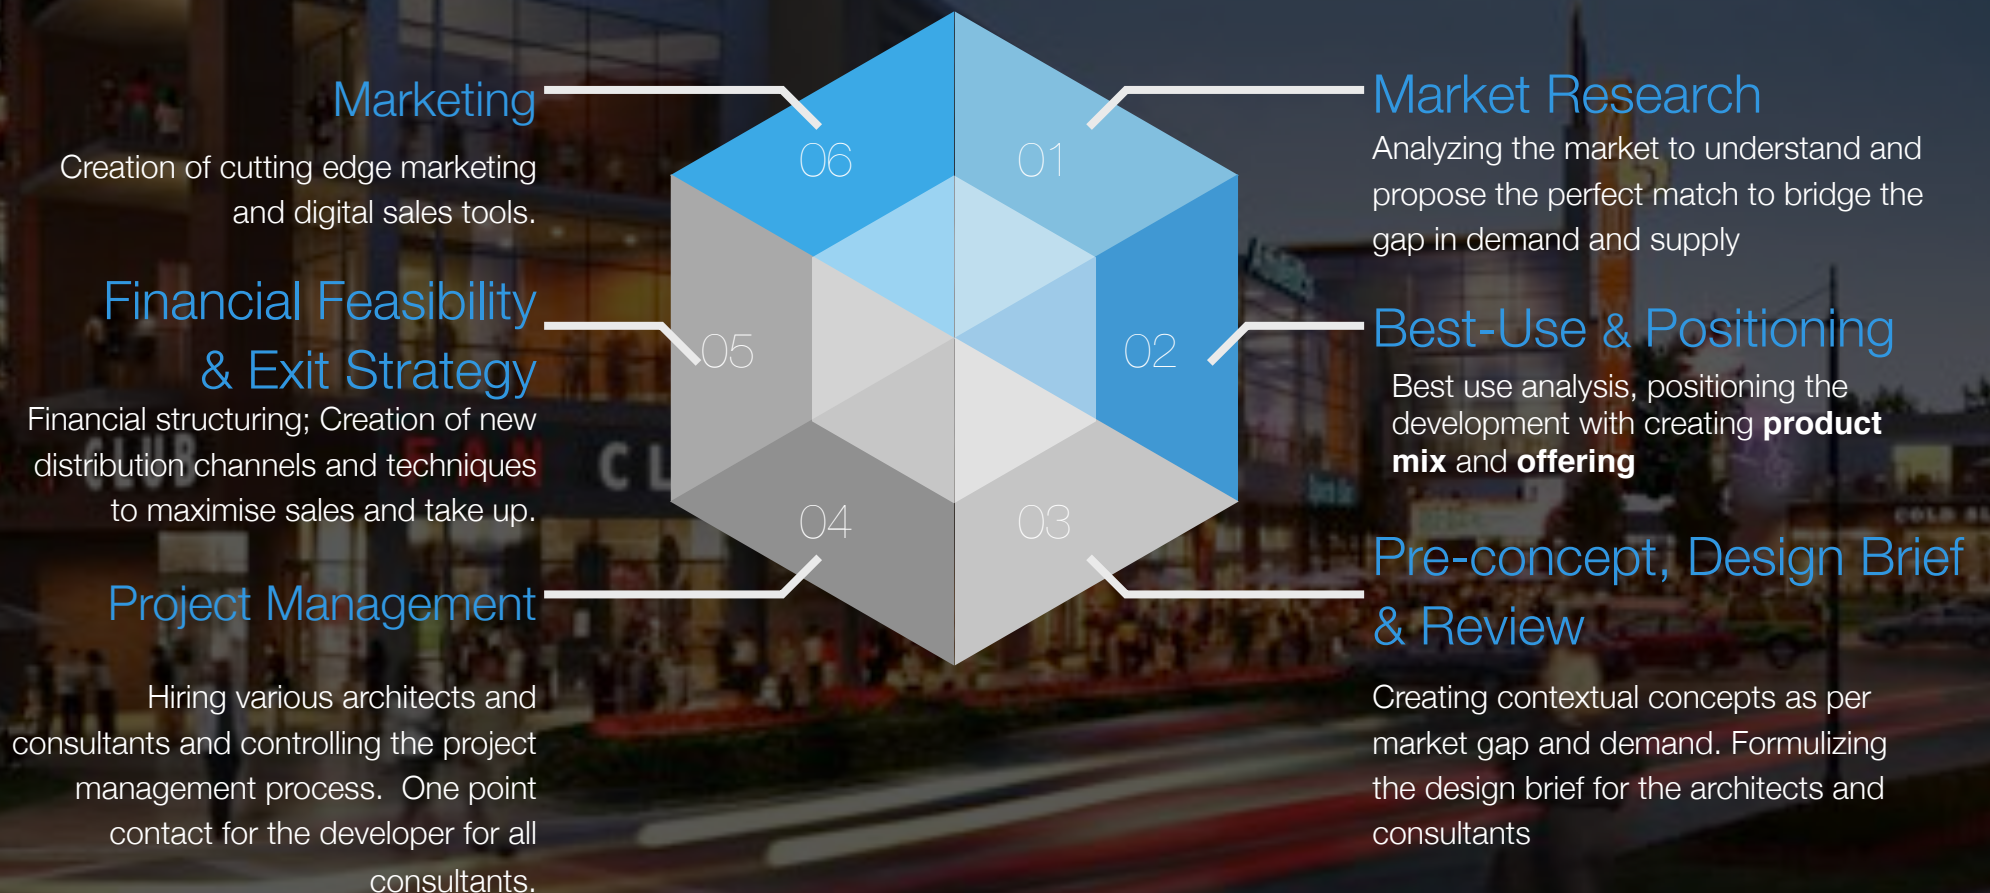 Marketing
Creation of cutting edge marketing
and digital sales tools.
Financial Feasibility
& Exit Strategy
Financial structuring; Creation of new
distribution channels and techniques
to maximise sales and take up.
Project Management
Hiring various architects and
consultants and controlling the project
management process.  One point
contact for the developer for all
consultants.
06
01
05
02
04
03
Market Research
Analyzing the market to understand and
propose the perfect match to bridge the
gap in demand and supply
Best-Use & Positioning
Best use analysis, positioning the
development with creating product
mix and offering
Pre-concept, Design Brief
& Review
Creating contextual concepts as per
market gap and demand. Formulizing
the design brief for the architects and
consultants
CLUB
FAN